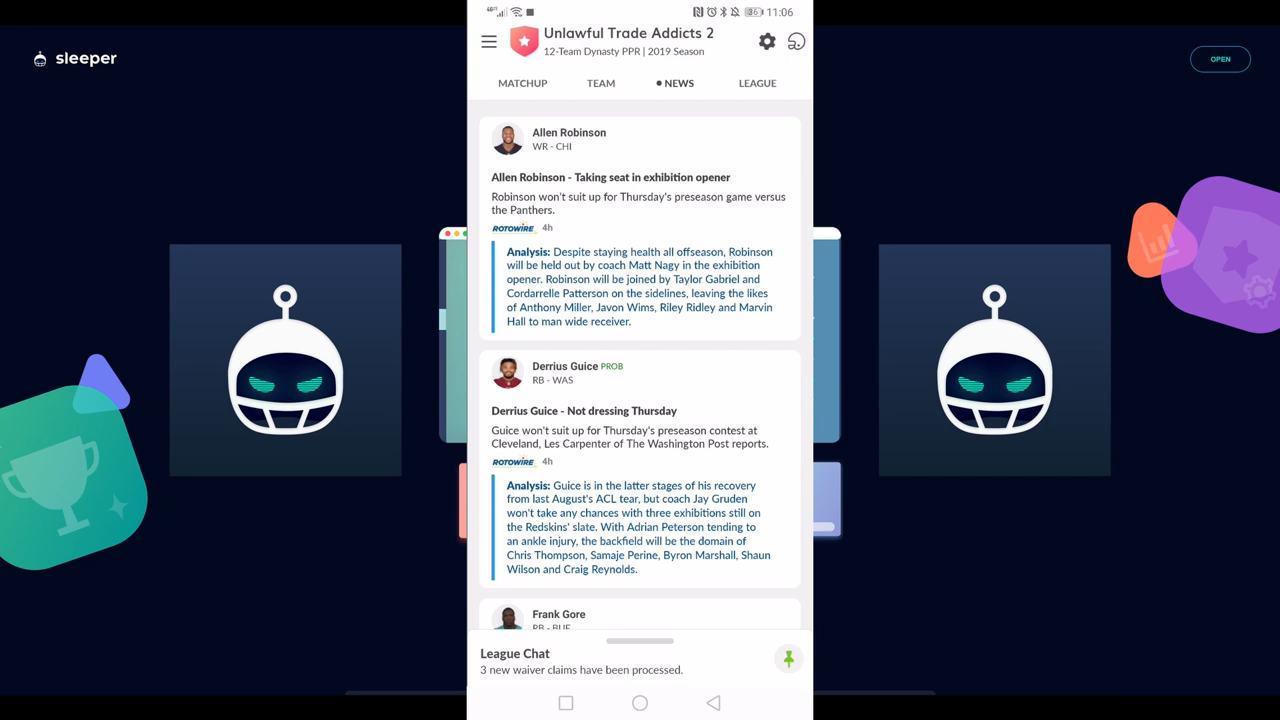 sleeper
OPEN
4G
36
11:06
Unlawful Trade Addicts 2
12-Team Dynasty PPR | 2019 Season
MATCHUP
TEAM
NEWS
LEAGUE
Allen Robinson
WR - CHI
Allen Robinson - Taking seat in exhibition opener
Robinson won't suit up for Thursday's preseason game versus
the Panthers.
ROTOWIRE 4h
Analysis: Despite staying health all offseason, Robinson
will be held out by coach Matt Nagy in the exhibition
opener. Robinson will be joined by Taylor Gabriel and
Cordarrelle Patterson on the sidelines, leaving the likes
of Anthony Miller, Javon Wims, Riley Ridley and Marvin
Hall to man wide receiver.
Derrius Guice PROB
RB - WAS
Derrius Guice - Not dressing Thursday
Guice won't suit up for Thursday's preseason contest at
Cleveland, Les Carpenter of The Washington Post reports.
ROTOWIRE 4h
Analysis: Guice is in the latter stages of his recovery
from last August's ACL tear, but coach Jay Gruden
won't take any chances with three exhibitions still on
the Redskins' slate. With Adrian Peterson tending to
an ankle injury, the backfield will be the domain of
Chris Thompson, Samaje Perine, Byron Marshall, Shaun
Wilson and Craig Reynolds.
Frank Gore
RB - BUF
League Chat
3 new waiver claims have been processed.